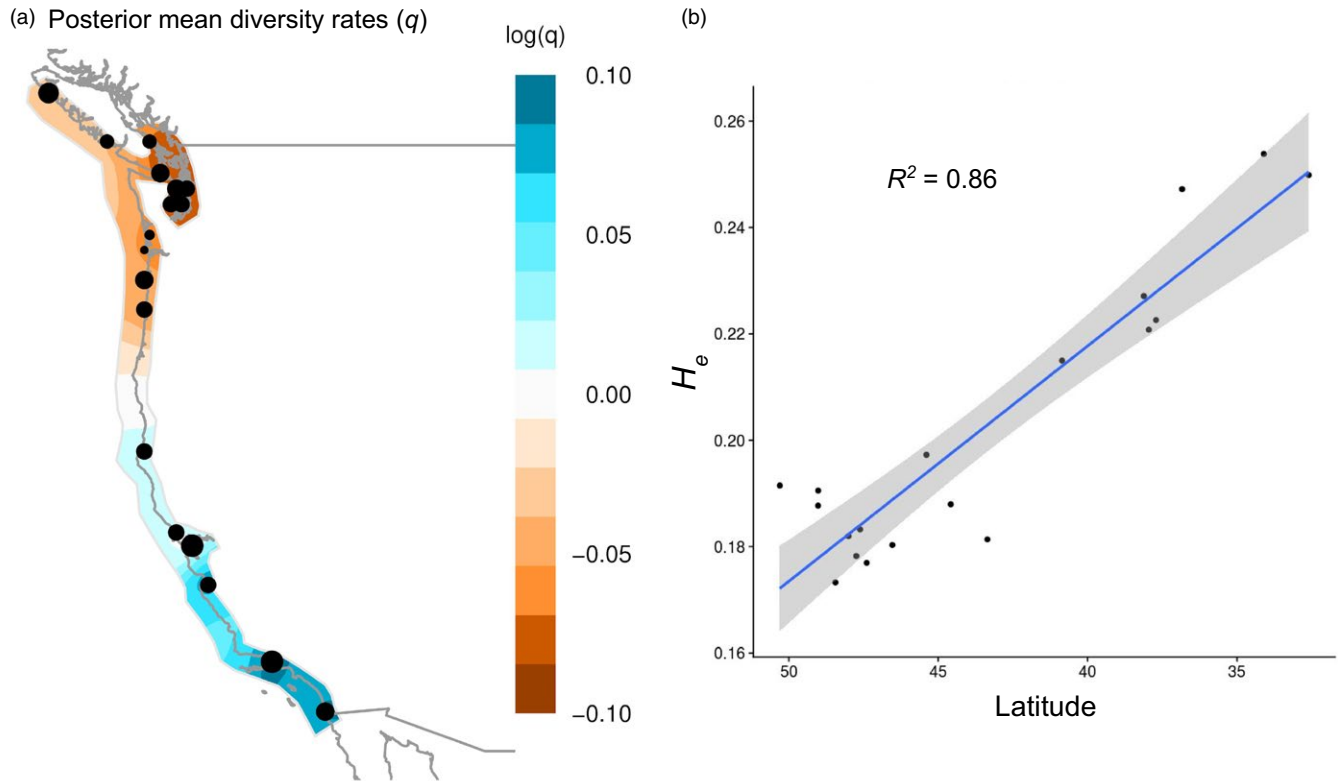 (a) Posterior mean diversity rates (q)
log(q)
0.10
0.05
0.00
−0.05
−0.10
(b)
R² = 0.86
He
0.26
0.24
0.22
0.20
0.18
0.16
50 45 40 35
Latitude